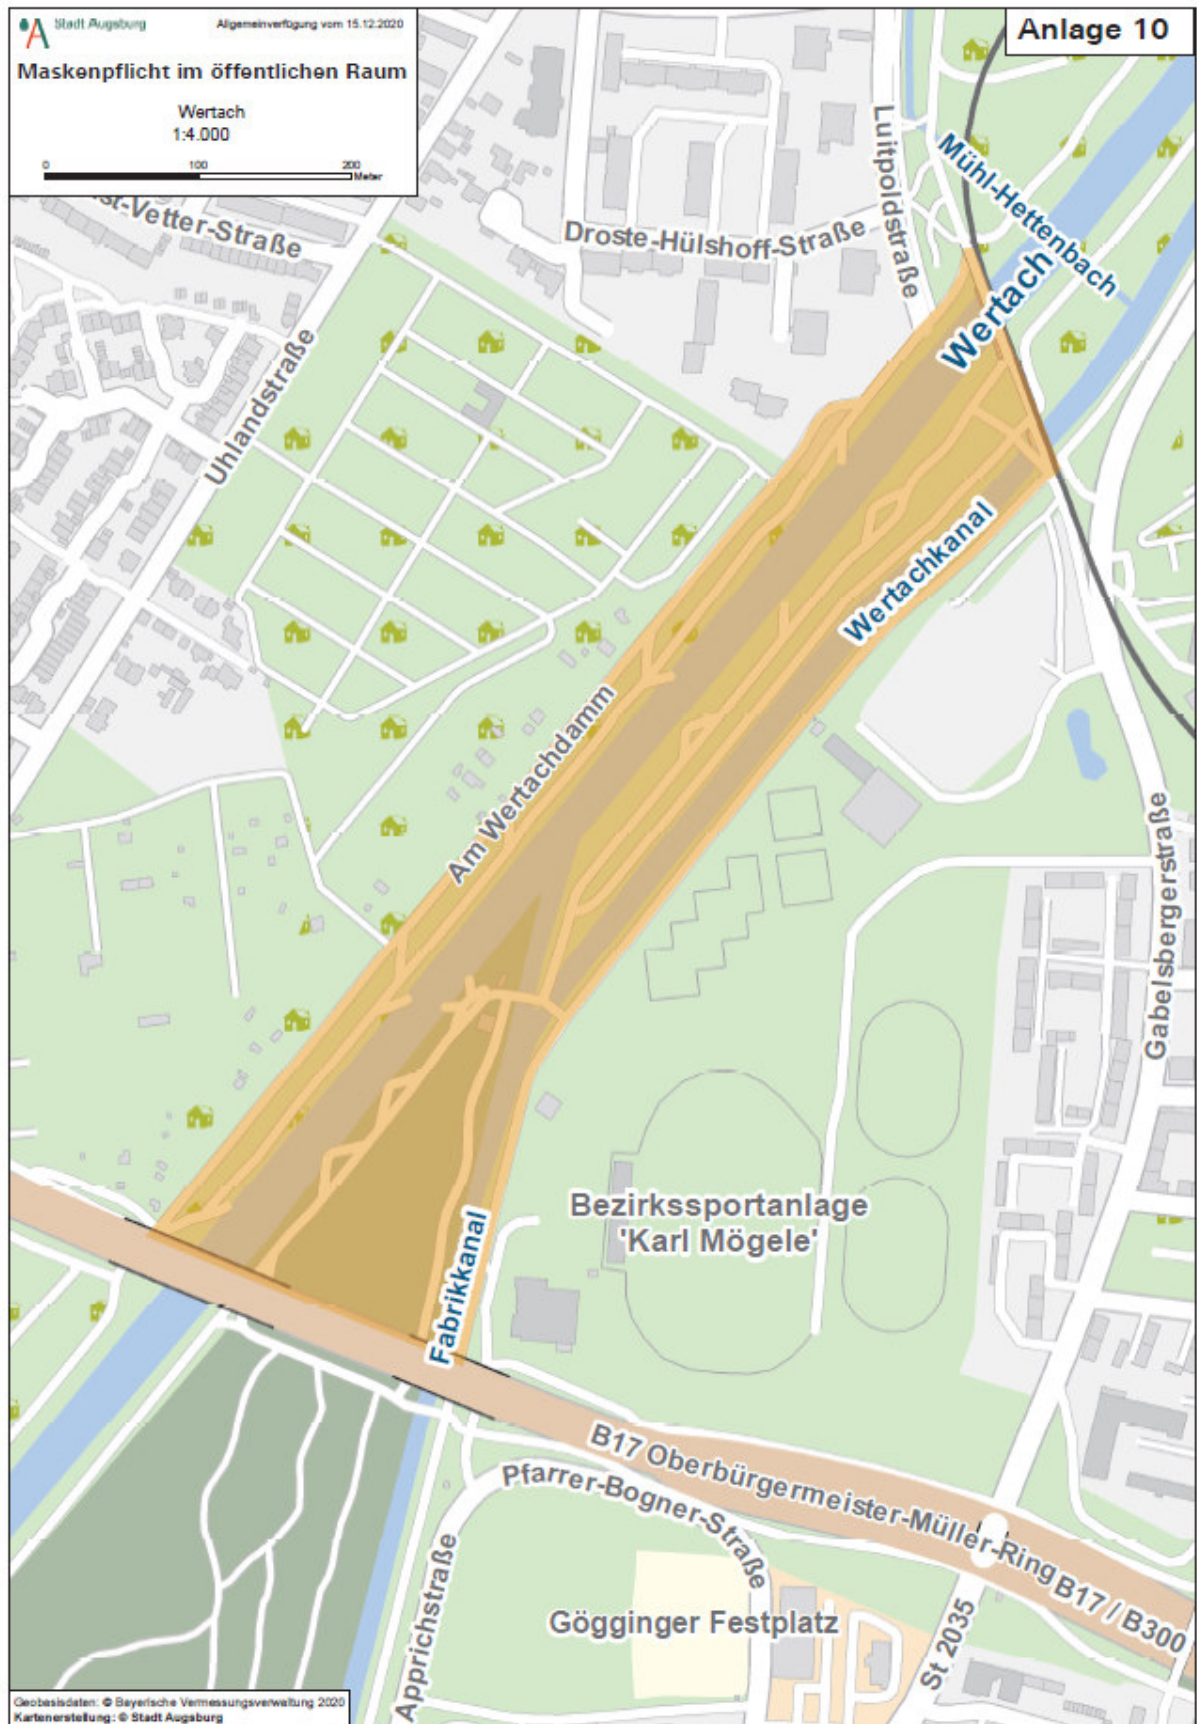 Stadt Augsburg
Allgemeinverfügung vom 15.12.2020
Maskenpflicht im öffentlichen Raum
Wertach
1:4.000
0 100 200
Meter
Anlage 10
st-Vetter-Straße
Droste-Hülshoff-Straße
Luitpoldstraße
Mühl-Hettenbach
Wertach
Uhlandstraße
Wertachkanal
Am Wertachdamm
Gabelsbergerstraße
Bezirkssportanlage
'Karl Mögele'
Fabrikkanal
B17 Oberbürgermeister-Müller-Ring
B17 / B300
Pfarrer-Bogner-Straße
Apprichstraße
Gögginger Festplatz
St 2035
Geobasisdaten: © Bayerische Vermessungsverwaltung 2020
Kartenerstellung: © Stadt Augsburg